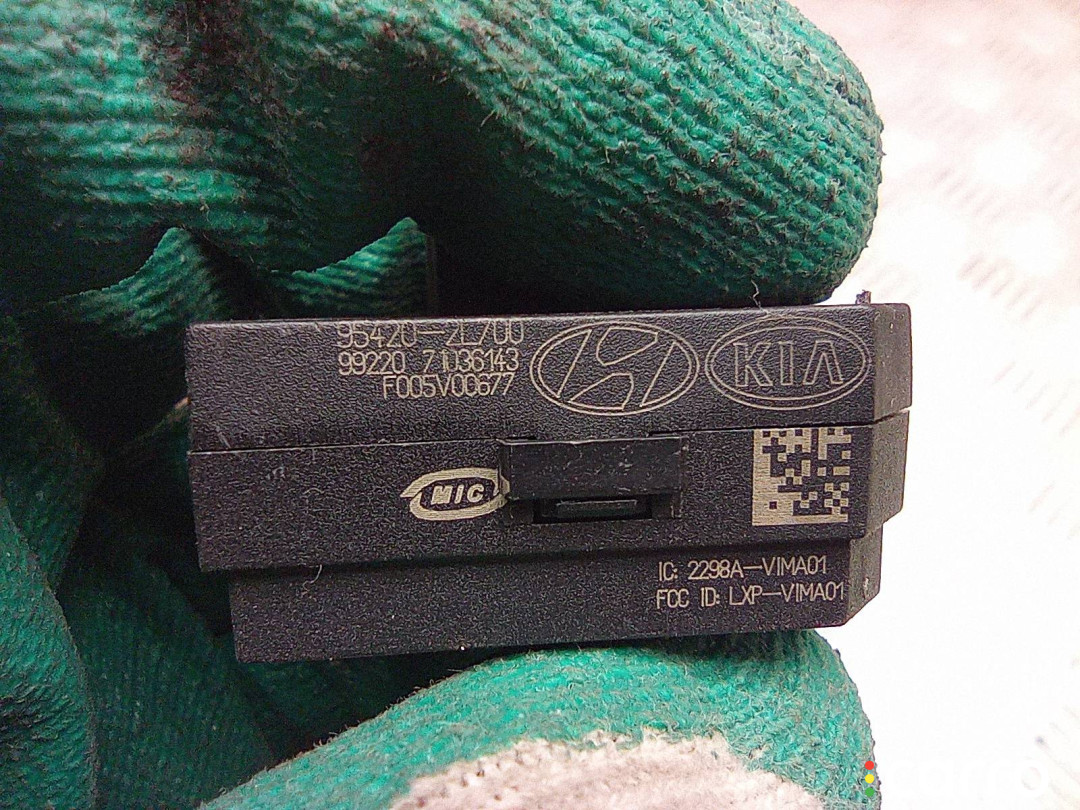 95420-2L700
99220 71036143
F005V00677
KIA
MIC
IC: 2298A-VIMA01
FCC ID: LXP-VIMA01